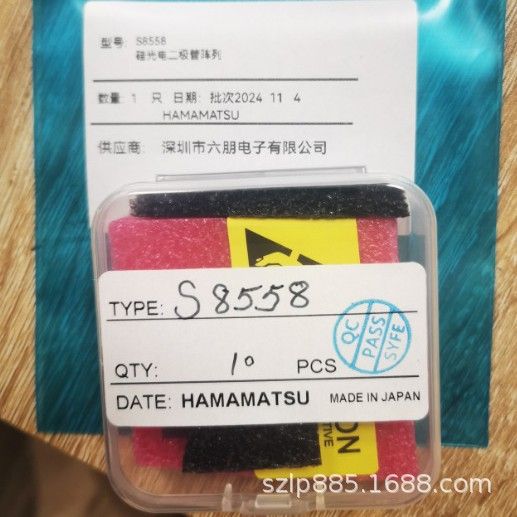 型号: S8558
硅光电二极管阵列
数量: 1 只 日期: 批次2024 11 4
HAMAMATSU
供应商: 深圳市六朋电子有限公司
TYPE: S8558
QC
PASS
SYFE
QTY: 10 PCS
DATE: HAMAMATSU MADE IN JAPAN
szlp885.1688.com